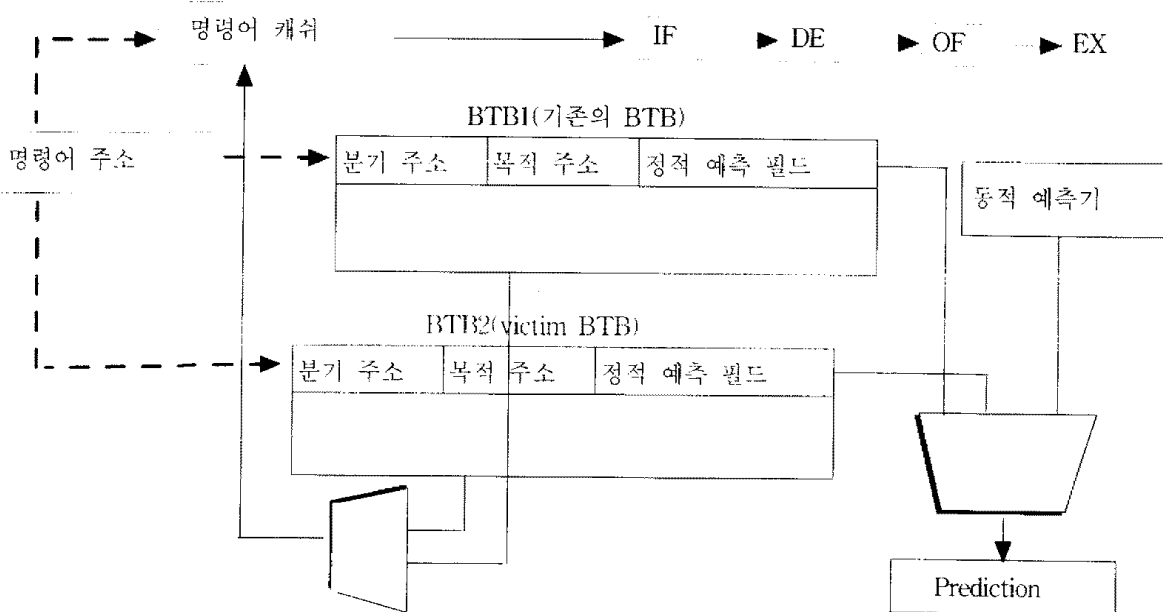 명령어 캐쉬
IF
DE
OF
EX
BTB1(기존의 BTB)
명령어 주소
분기 주소
목적 주소
정적 예측 필드
동적 예측기
BTB2(victim BTB)
분기 주소
목적 주소
정적 예측 필드
Prediction